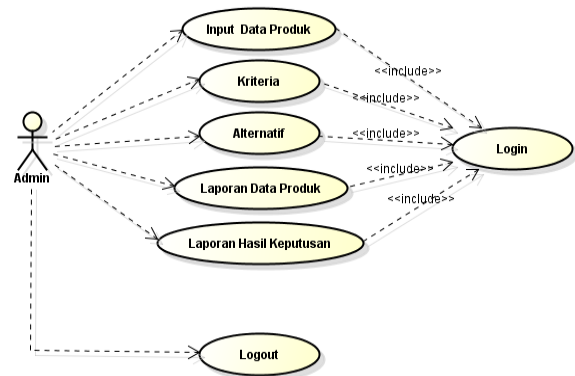 Input Data Produk
<<include>>
Kriteria
<<include>>
Alternatif
<<include>>
Login
Admin
<<include>>
Laporan Data Produk
<<include>>
Laporan Hasil Keputusan
Logout